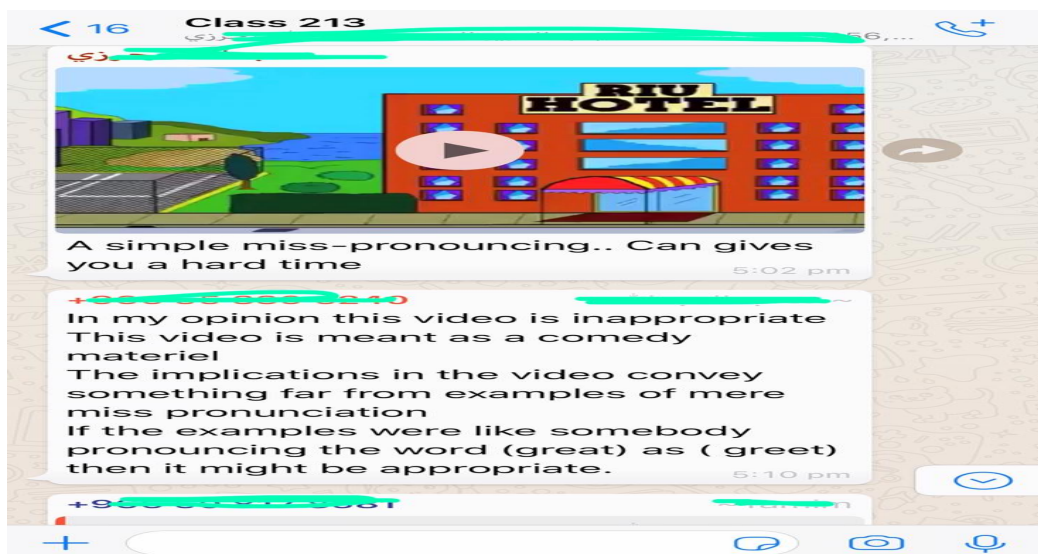 16
Class 213
RIU
HOTEL
A simple miss-pronouncing.. Can gives
you a hard time
5:02 pm
In my opinion this video is inappropriate
This video is meant as a comedy
materiel
The implications in the video convey
something far from examples of mere
miss pronunciation
If the examples were like somebody
pronouncing the word (great) as ( greet)
then it might be appropriate.
5:10 pm